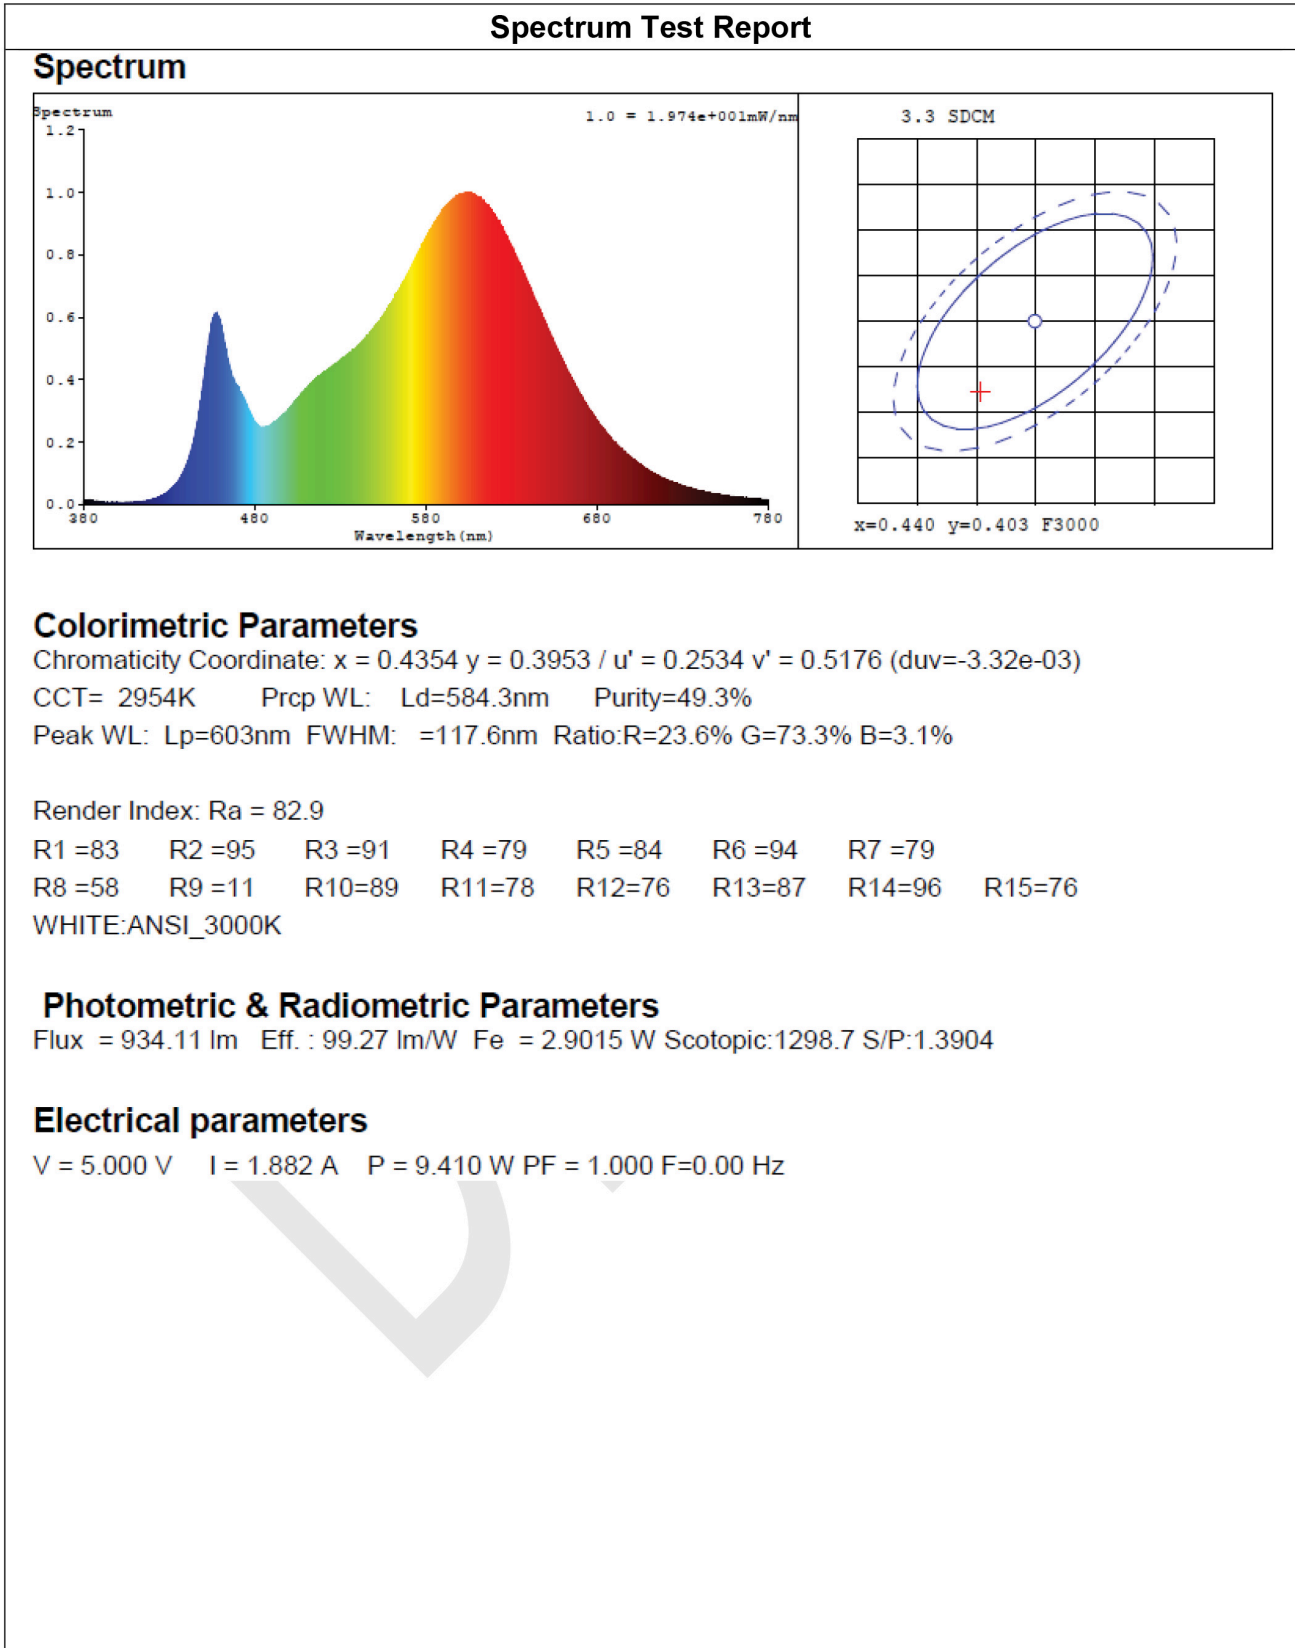 Spectrum Test Report
Spectrum
Spectrum
1.0 = 1.974e+001mW/nm
1.2
1.0
0.8
0.6
0.4
0.2
0.0
380 480 580 680 780
Wavelength(nm)
3.3 SDCM
x=0.440 y=0.403 F3000
Colorimetric Parameters
Chromaticity Coordinate: x = 0.4354 y = 0.3953 / u' = 0.2534 v' = 0.5176 (duv=-3.32e-03)
CCT= 2954K Prcp WL: Ld=584.3nm Purity=49.3%
Peak WL: Lp=603nm FWHM: =117.6nm Ratio:R=23.6% G=73.3% B=3.1%
Render Index: Ra = 82.9
R1 =83 R2 =95 R3 =91 R4 =79 R5 =84 R6 =94 R7 =79
R8 =58 R9 =11 R10=89 R11=78 R12=76 R13=87 R14=96 R15=76
WHITE:ANSI_3000K
Photometric & Radiometric Parameters
Flux = 934.11 lm Eff. : 99.27 lm/W Fe = 2.9015 W Scotopic:1298.7 S/P:1.3904
Electrical parameters
V = 5.000 V I = 1.882 A P = 9.410 W PF = 1.000 F=0.00 Hz